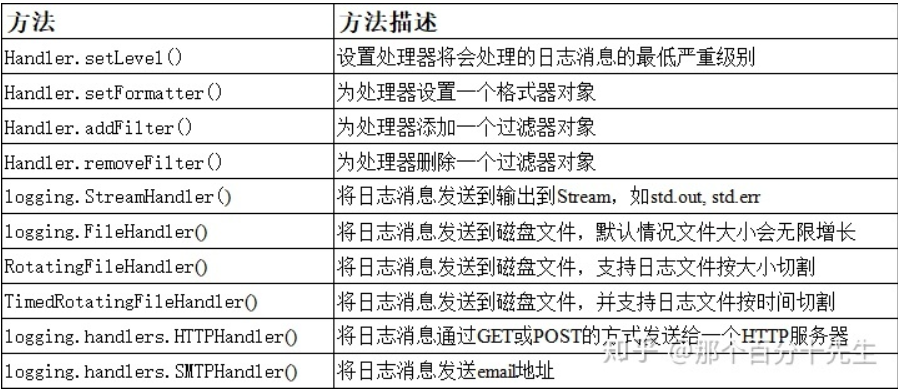 方法 方法描述
Handler.setLevel() 设置处理器将会处理的日志消息的最低严重级别
Handler.setFormatter() 为处理器设置一个格式器对象
Handler.addFilter() 为处理器添加一个过滤器对象
Handler.removeFilter() 为处理器删除一个过滤器对象
logging.StreamHandler() 将日志消息发送到输出到Stream，如std.out, std.err
logging.FileHandler() 将日志消息发送到磁盘文件，默认情况文件大小会无限增长
RotatingFileHandler() 将日志消息发送到磁盘文件，支持日志文件按大小切割
TimedRotatingFileHandler() 将日志消息发送到磁盘文件，并支持日志文件按时间切割
logging.handlers.HTTPHandler() 将日志消息通过GET或POST的方式发送给一个HTTP服务器
logging.handlers.SMTPHandler() 将日志消息发送email地址
知乎 @那个百分十先生